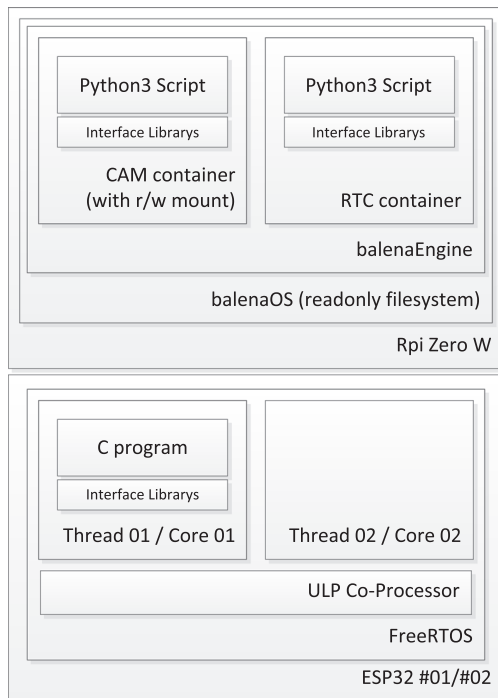 Python3 Script
Python3 Script
Interface Librarys
Interface Librarys
CAM container
(with r/w mount)
RTC container
balenaEngine
balenaOS (readonly filesystem)
Rpi Zero W
C program
Interface Librarys
Thread 01 / Core 01
Thread 02 / Core 02
ULP Co-Processor
FreeRTOS
ESP32 #01/#02